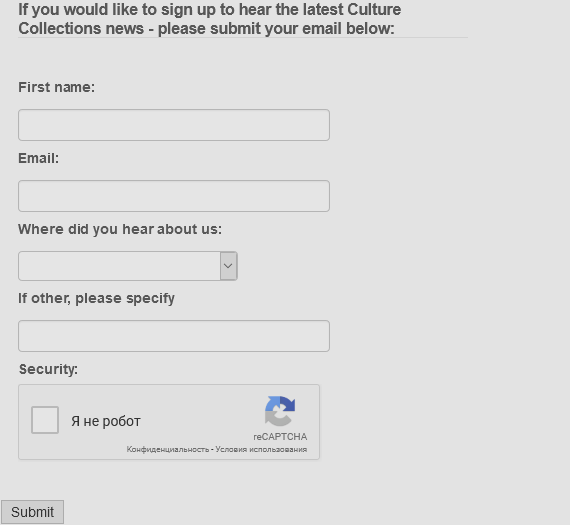 If you would like to sign up to hear the latest Culture
Collections news - please submit your email below:
First name:
Email:
Where did you hear about us:
If other, please specify
Security:
Я не робот
reCAPTCHA
Конфиденциальность - Условия использования
Submit